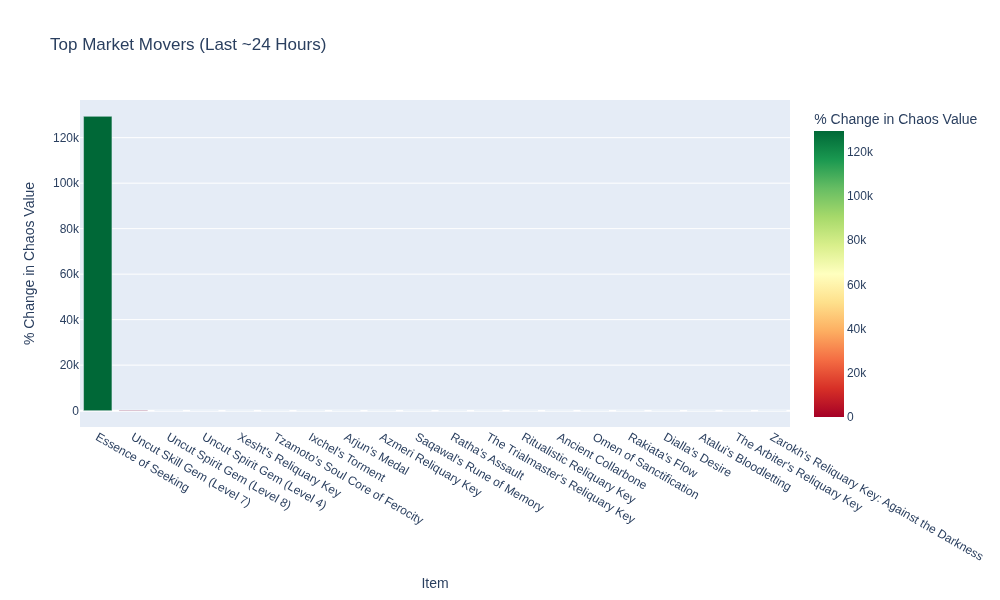 Top Market Movers (Last ~24 Hours)
% Change in Chaos Value
120k
100k
80k
60k
40k
20k
0
Essence of Seeking
Uncut Skill Gem (Level 7)
Uncut Spirit Gem (Level 8)
Uncut Spirit Gem (Level 4)
Xesht's Reliquary Key
Tzamoto's Soul Core of Ferocity
Ixchel's Torment
Arjun's Medal
Azmeri Reliquary Key
Saqawal's Rune of Memory
Ratha's Assault
The Trialmaster's Reliquary Key
Ritualistic Reliquary Key
Ancient Collarbone
Omen of Sanctification
Rakiata's Flow
Dialla's Desire
Atalui's Bloodletting
The Arbiter's Reliquary Key
Zarokh's Reliquary Key: Against the Darkness
Item
% Change in Chaos Value
120k
100k
80k
60k
40k
20k
0